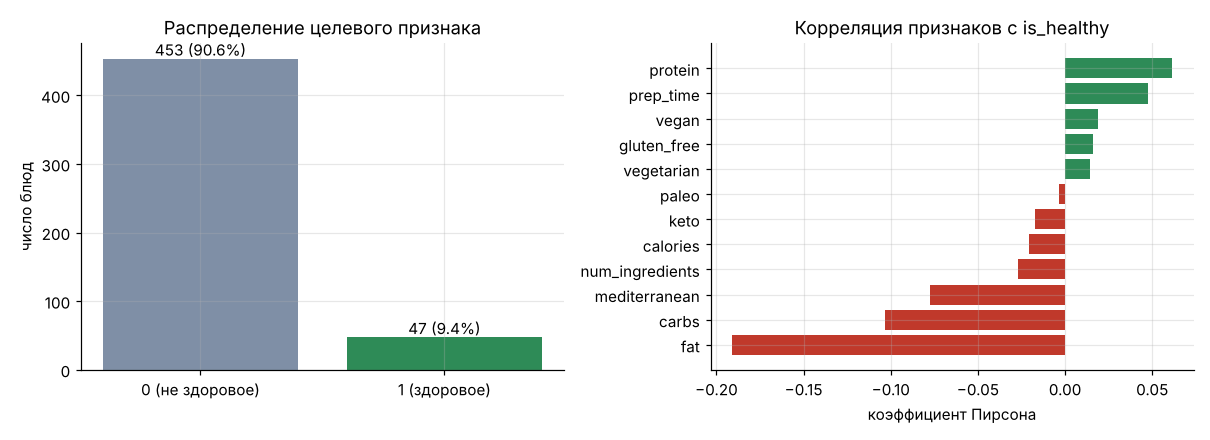 Распределение целевого признака
453 (90.6%)
47 (9.4%)
число блюд
400
300
200
100
0
0 (не здоровое)
1 (здоровое)
Корреляция признаков с is_healthy
protein
prep_time
vegan
gluten_free
vegetarian
paleo
keto
calories
num_ingredients
mediterranean
carbs
fat
−0.20
−0.15
−0.10
−0.05
0.00
0.05
коэффициент Пирсона